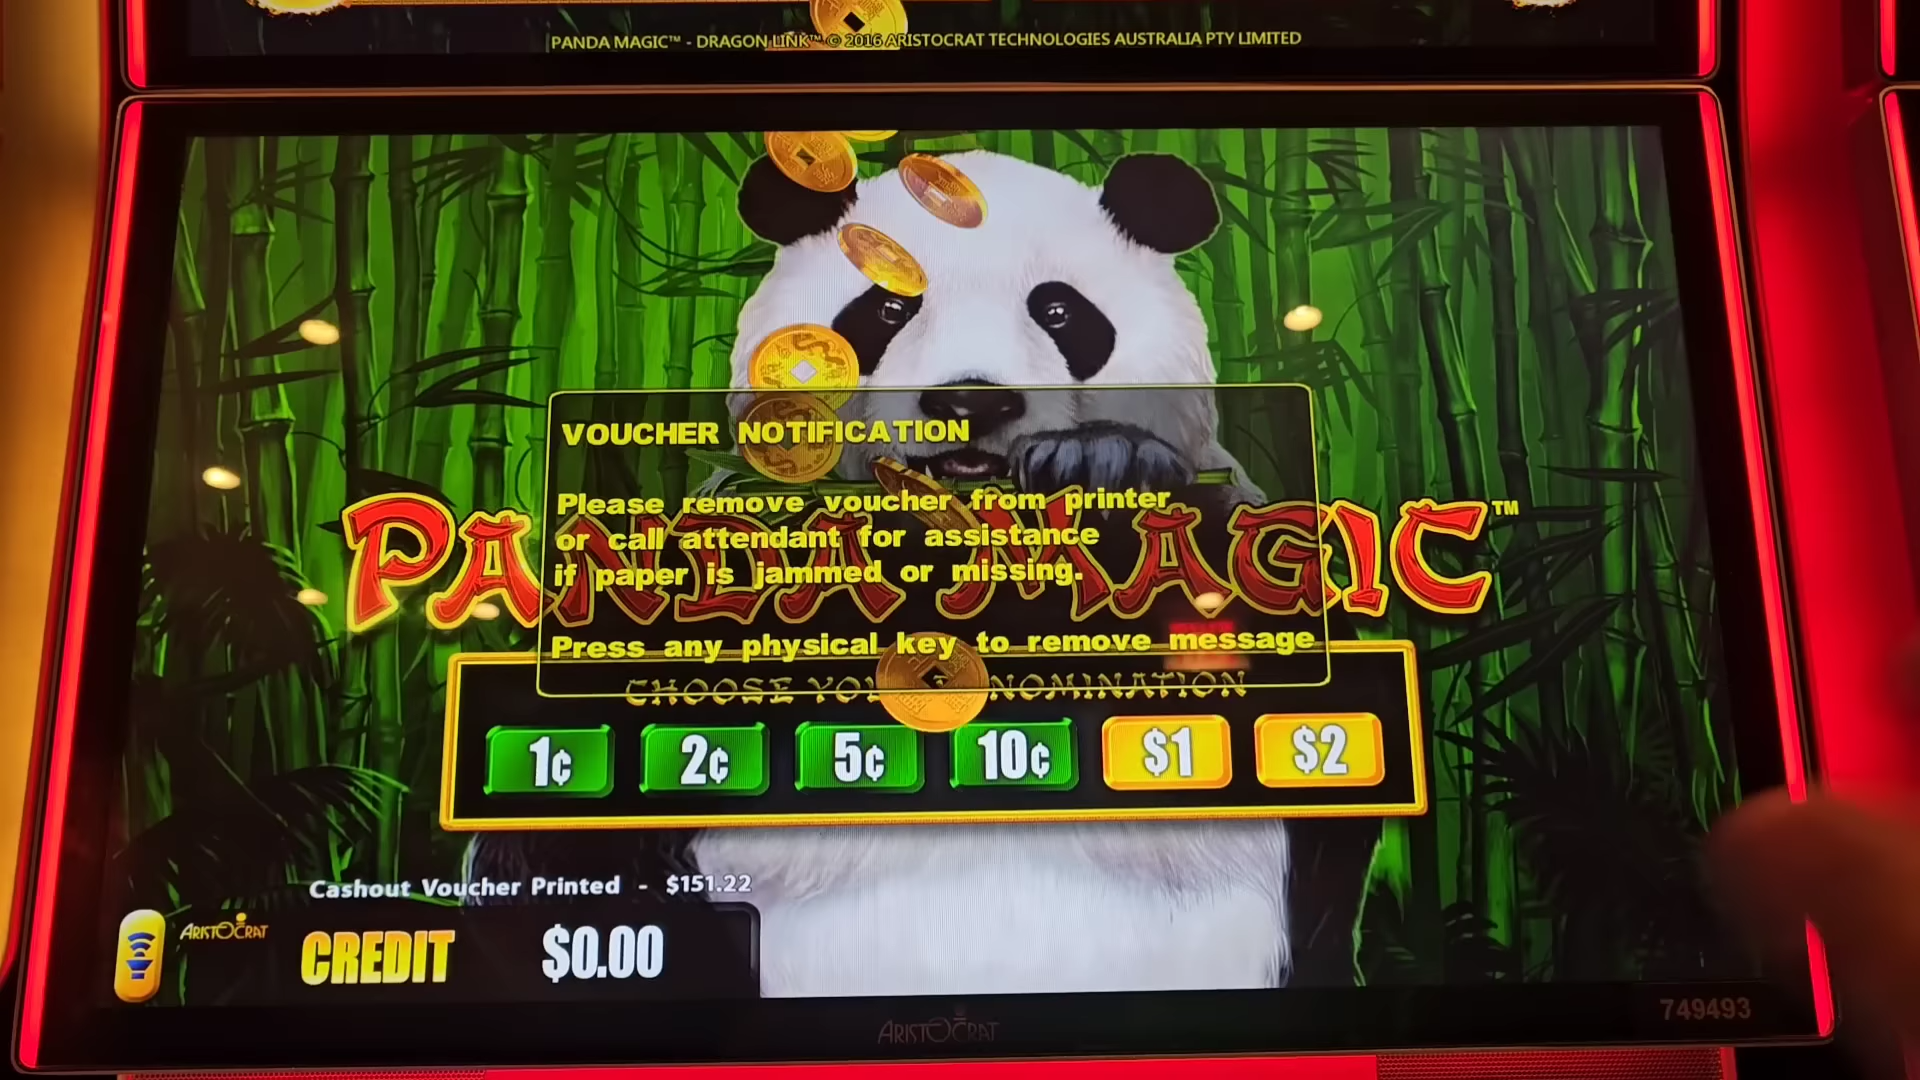 PANDA MAGIC™ - DRAGON LINK™ © 2016 ARISTOCRAT TECHNOLOGIES AUSTRALIA PTY LIMITED
VOUCHER NOTIFICATION
Please remove voucher from printer
or call attendant for assistance
if paper is jammed or missing.
PANDA MAGIC™
Press any physical key to remove message
CHOOSE
1¢ 2¢ 5¢ 10¢ $1 $2
Cashout Voucher Printed - $151.22
ARISTOCRAT
CREDIT $0.00
749493
ARISTOCRAT